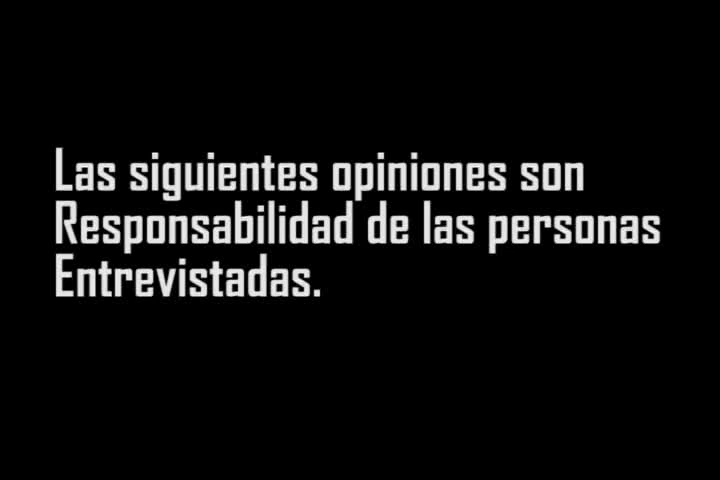 Las siguientes opiniones son
Responsabilidad de las personas
Entrevistadas.